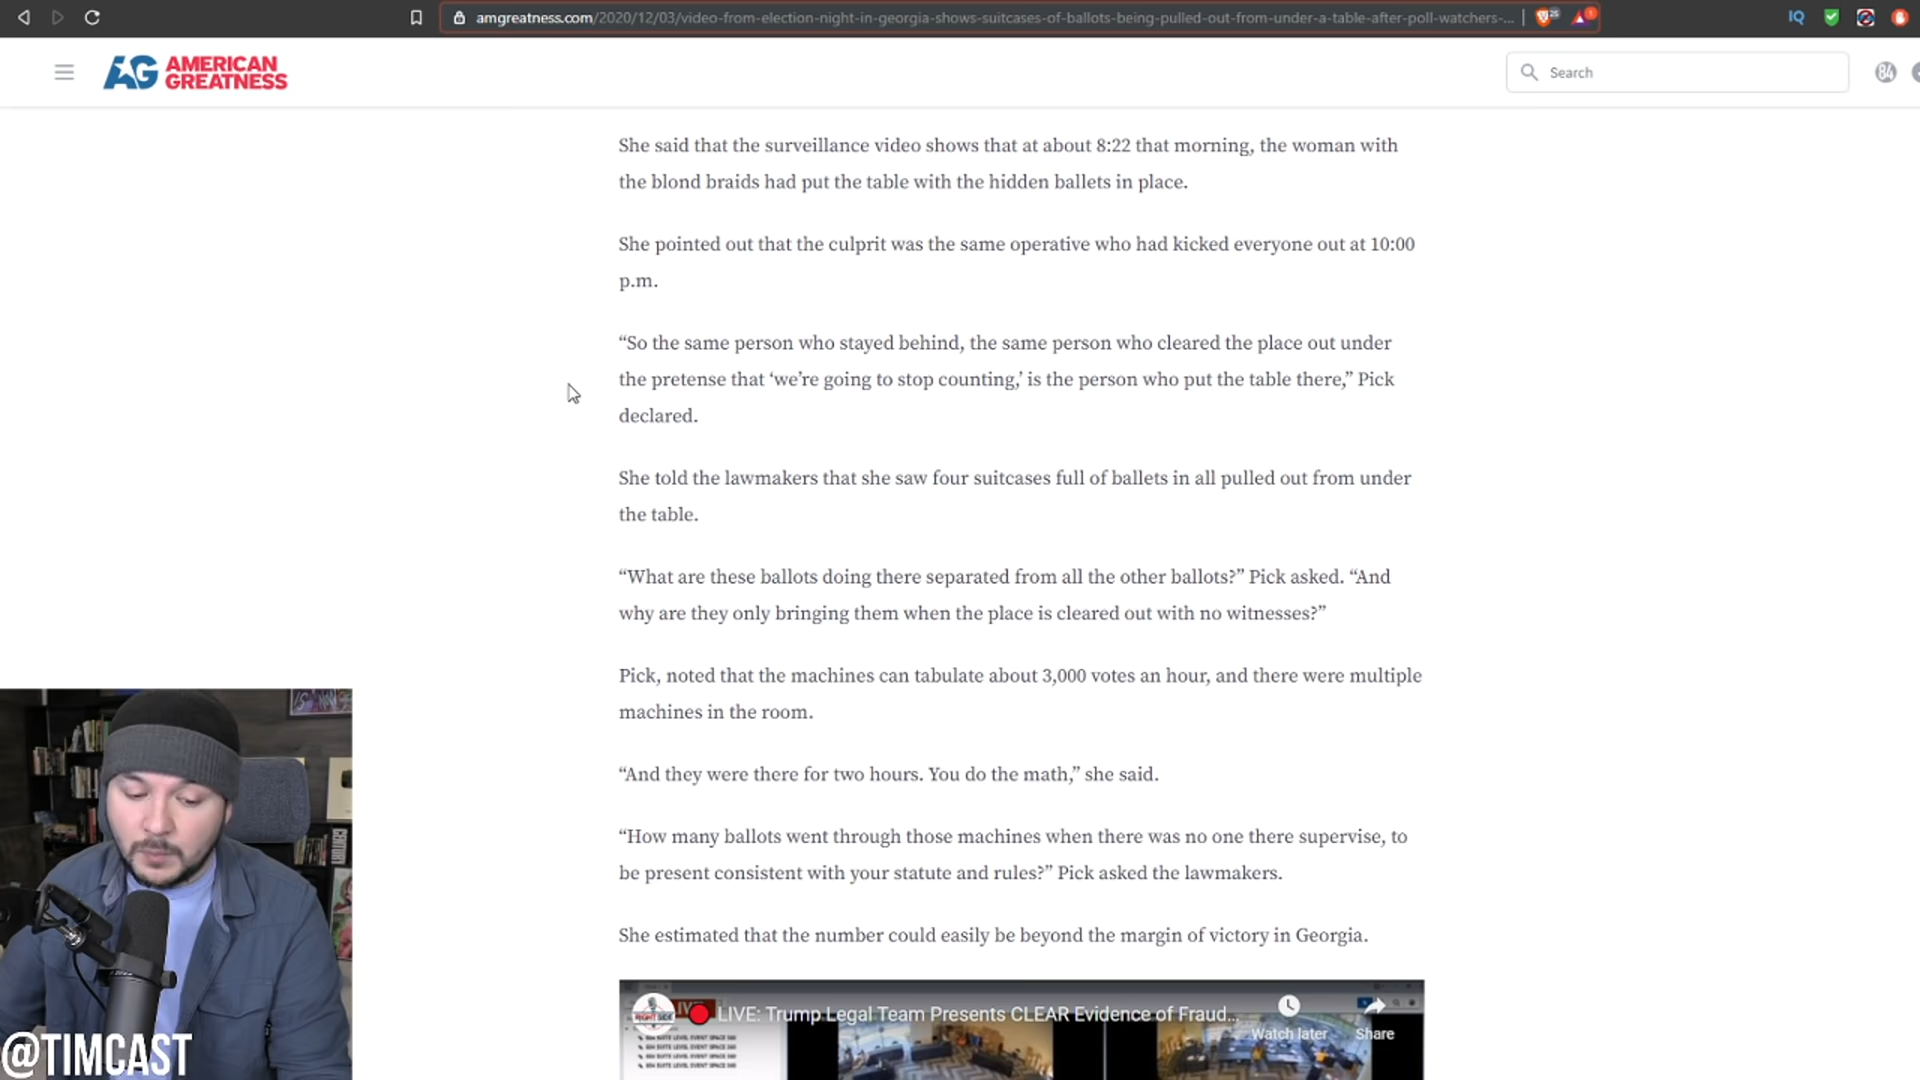 amgreatness.com/2020/12/03/video-from-election-night-in-georgia-shows-suitcases-of-ballots-being-pulled-out-from-under-a-table-after-poll-watchers-...
25
1
IQ
AG AMERICAN
GREATNESS
Search
84
She said that the surveillance video shows that at about 8:22 that morning, the woman with
the blond braids had put the table with the hidden ballets in place.
She pointed out that the culprit was the same operative who had kicked everyone out at 10:00
p.m.
“So the same person who stayed behind, the same person who cleared the place out under
the pretense that ‘we’re going to stop counting,’ is the person who put the table there,” Pick
declared.
She told the lawmakers that she saw four suitcases full of ballets in all pulled out from under
the table.
“What are these ballots doing there separated from all the other ballots?” Pick asked. “And
why are they only bringing them when the place is cleared out with no witnesses?”
Pick, noted that the machines can tabulate about 3,000 votes an hour, and there were multiple
machines in the room.
“And they were there for two hours. You do the math,” she said.
“How many ballots went through those machines when there was no one there supervise, to
be present consistent with your statute and rules?” Pick asked the lawmakers.
She estimated that the number could easily be beyond the margin of victory in Georgia.
RIGHT SIDE
LIVE: Trump Legal Team Presents CLEAR Evidence of Fraud...
Watch later
Share
@TIMCAST